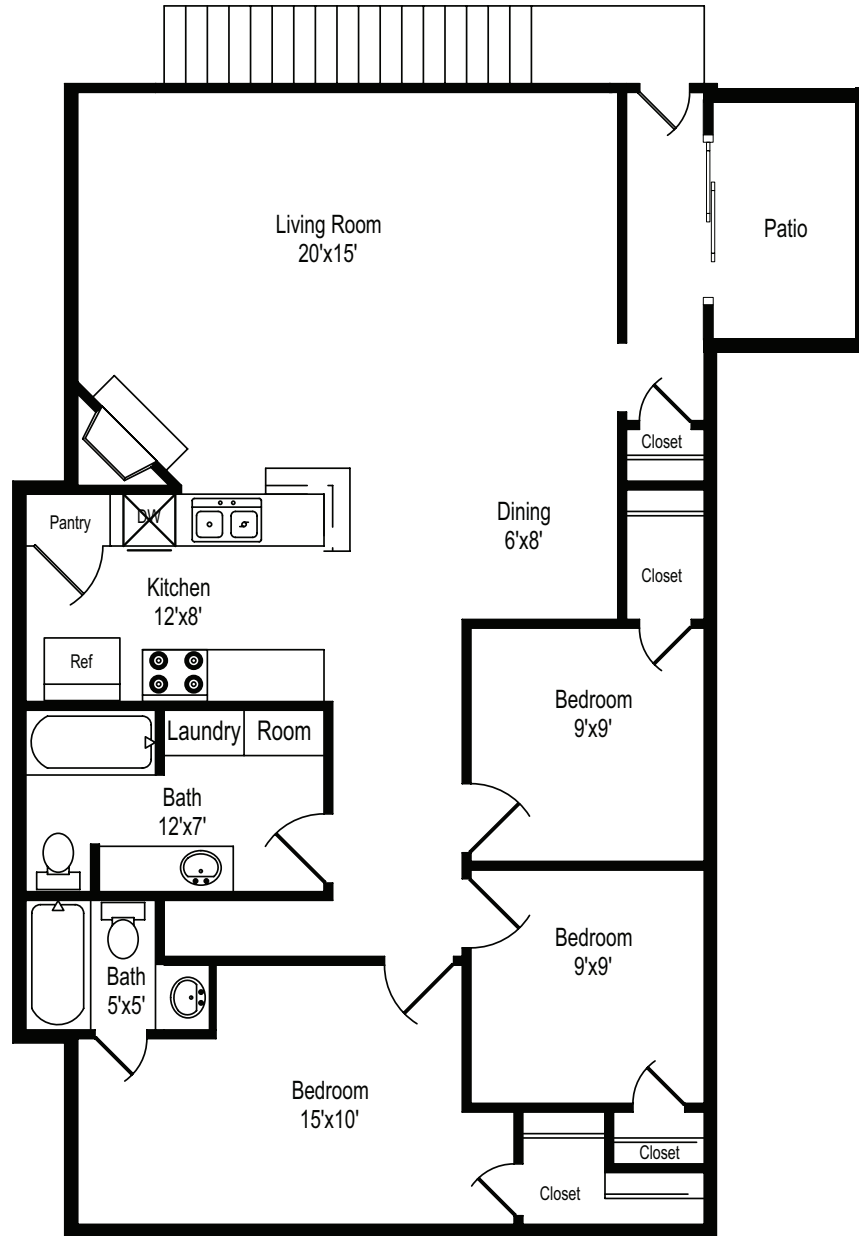 Living Room
20'x15'
Patio
Closet
Pantry
DW
Dining
6'x8'
Closet
Kitchen
12'x8'
Ref
Bedroom
9'x9'
Laundry Room
Bath
12'x7'
Bedroom
9'x9'
Bath
5'x5'
Bedroom
15'x10'
Closet
Closet